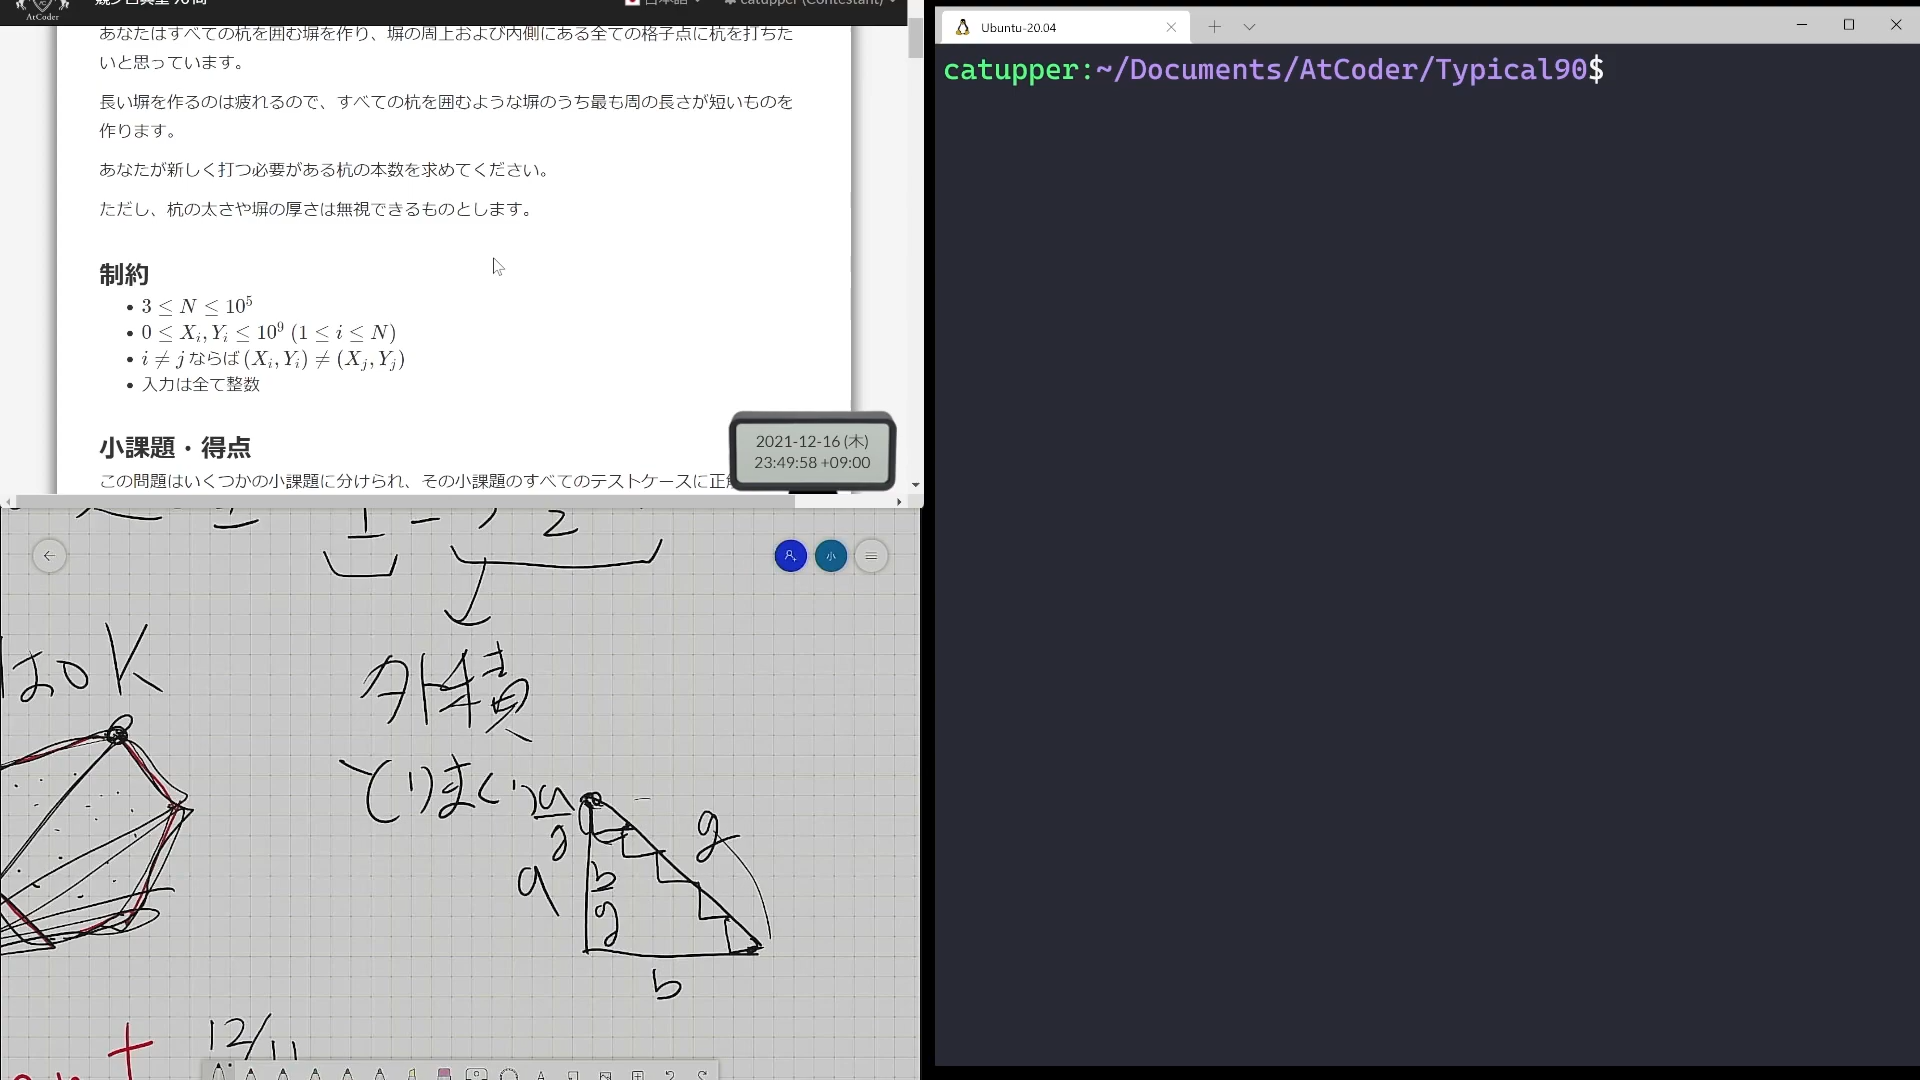 AtCoder
catupper (Contestant)
あなたはすべての杭を囲む塀を作り、塀の周上および内側にある全ての格子点に杭を打ちた
いと思っています。
長い塀を作るのは疲れるので、すべての杭を囲むような塀のうち最も周の長さが短いものを
作ります。
あなたが新しく打つ必要がある杭の本数を求めてください。
ただし、杭の太さや塀の厚さは無視できるものとします。
制約
3 ≤ N ≤ 10^5
0 ≤ X_i, Y_i ≤ 10^9 (1 ≤ i ≤ N)
i ≠ j ならば (X_i, Y_i) ≠ (X_j, Y_j)
入力は全て整数
小課題・得点
この問題はいくつかの小課題に分けられ、その小課題のすべてのテストケースに正解
2021-12-16 (木)
23:49:58 +09:00
小
はOK
外積
とりまくり
a
g
g
a
b
g
b
12/11
Ubuntu-20.04
catupper:~/Documents/AtCoder/Typical90$